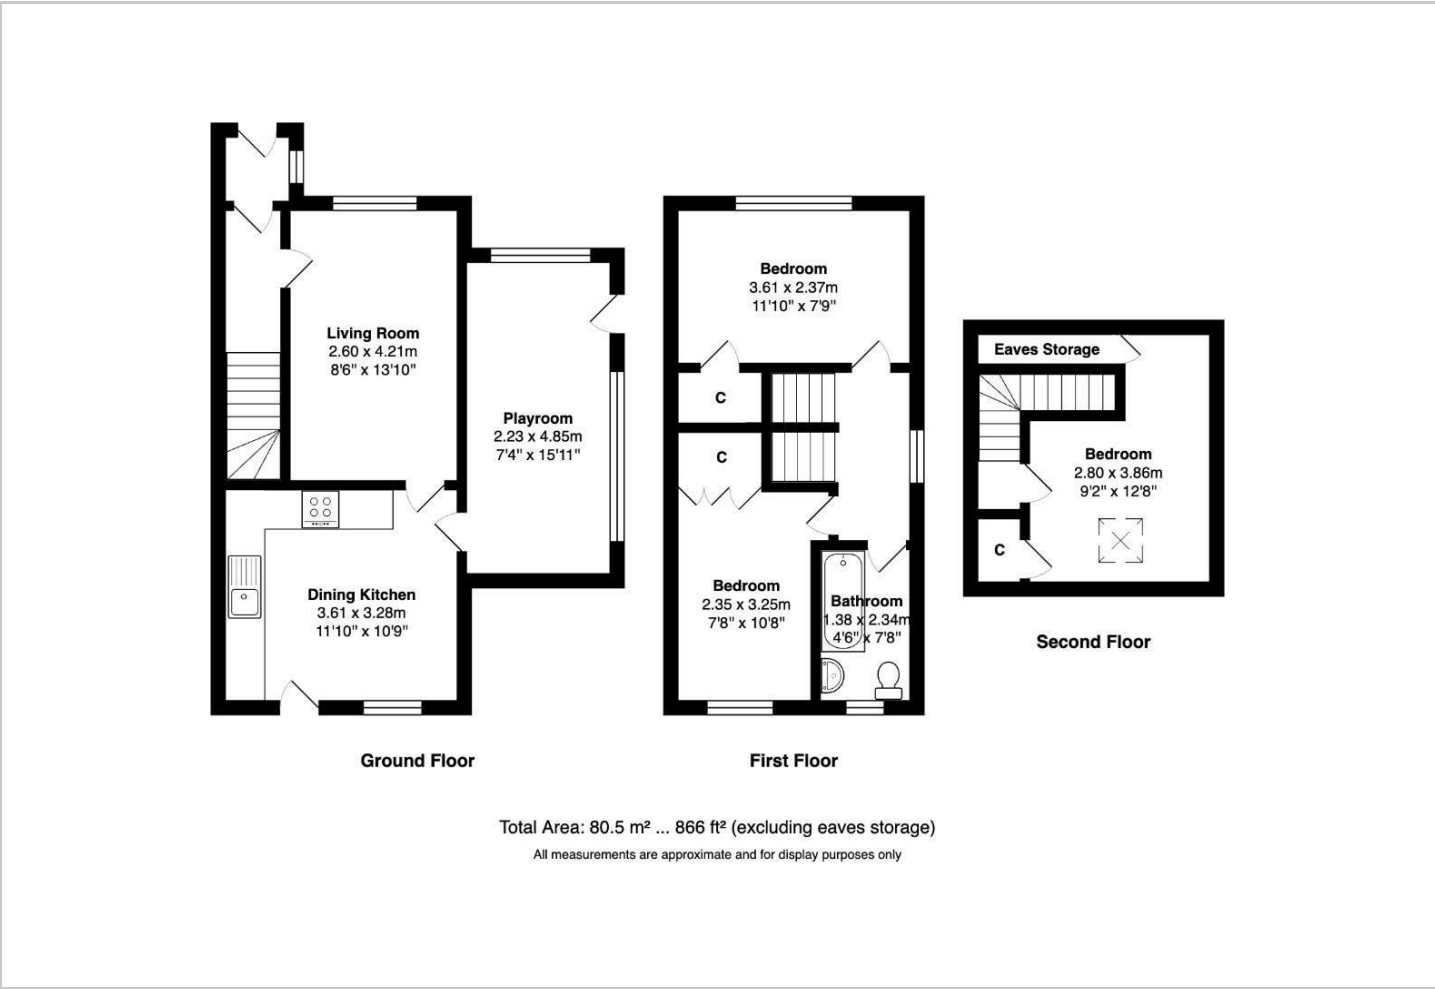 Living Room
2.60 x 4.21m
8'6" x 13'10"
Playroom
2.23 x 4.85m
7'4" x 15'11"
Dining Kitchen
3.61 x 3.28m
11'10" x 10'9"
Ground Floor
Bedroom
3.61 x 2.37m
11'10" x 7'9"
C
C
Bedroom
2.35 x 3.25m
7'8" x 10'8"
Bathroom
1.38 x 2.34m
4'6" x 7'8"
First Floor
Eaves Storage
Bedroom
2.80 x 3.86m
9'2" x 12'8"
C
Second Floor
Total Area: 80.5 m² ... 866 ft² (excluding eaves storage)
All measurements are approximate and for display purposes only